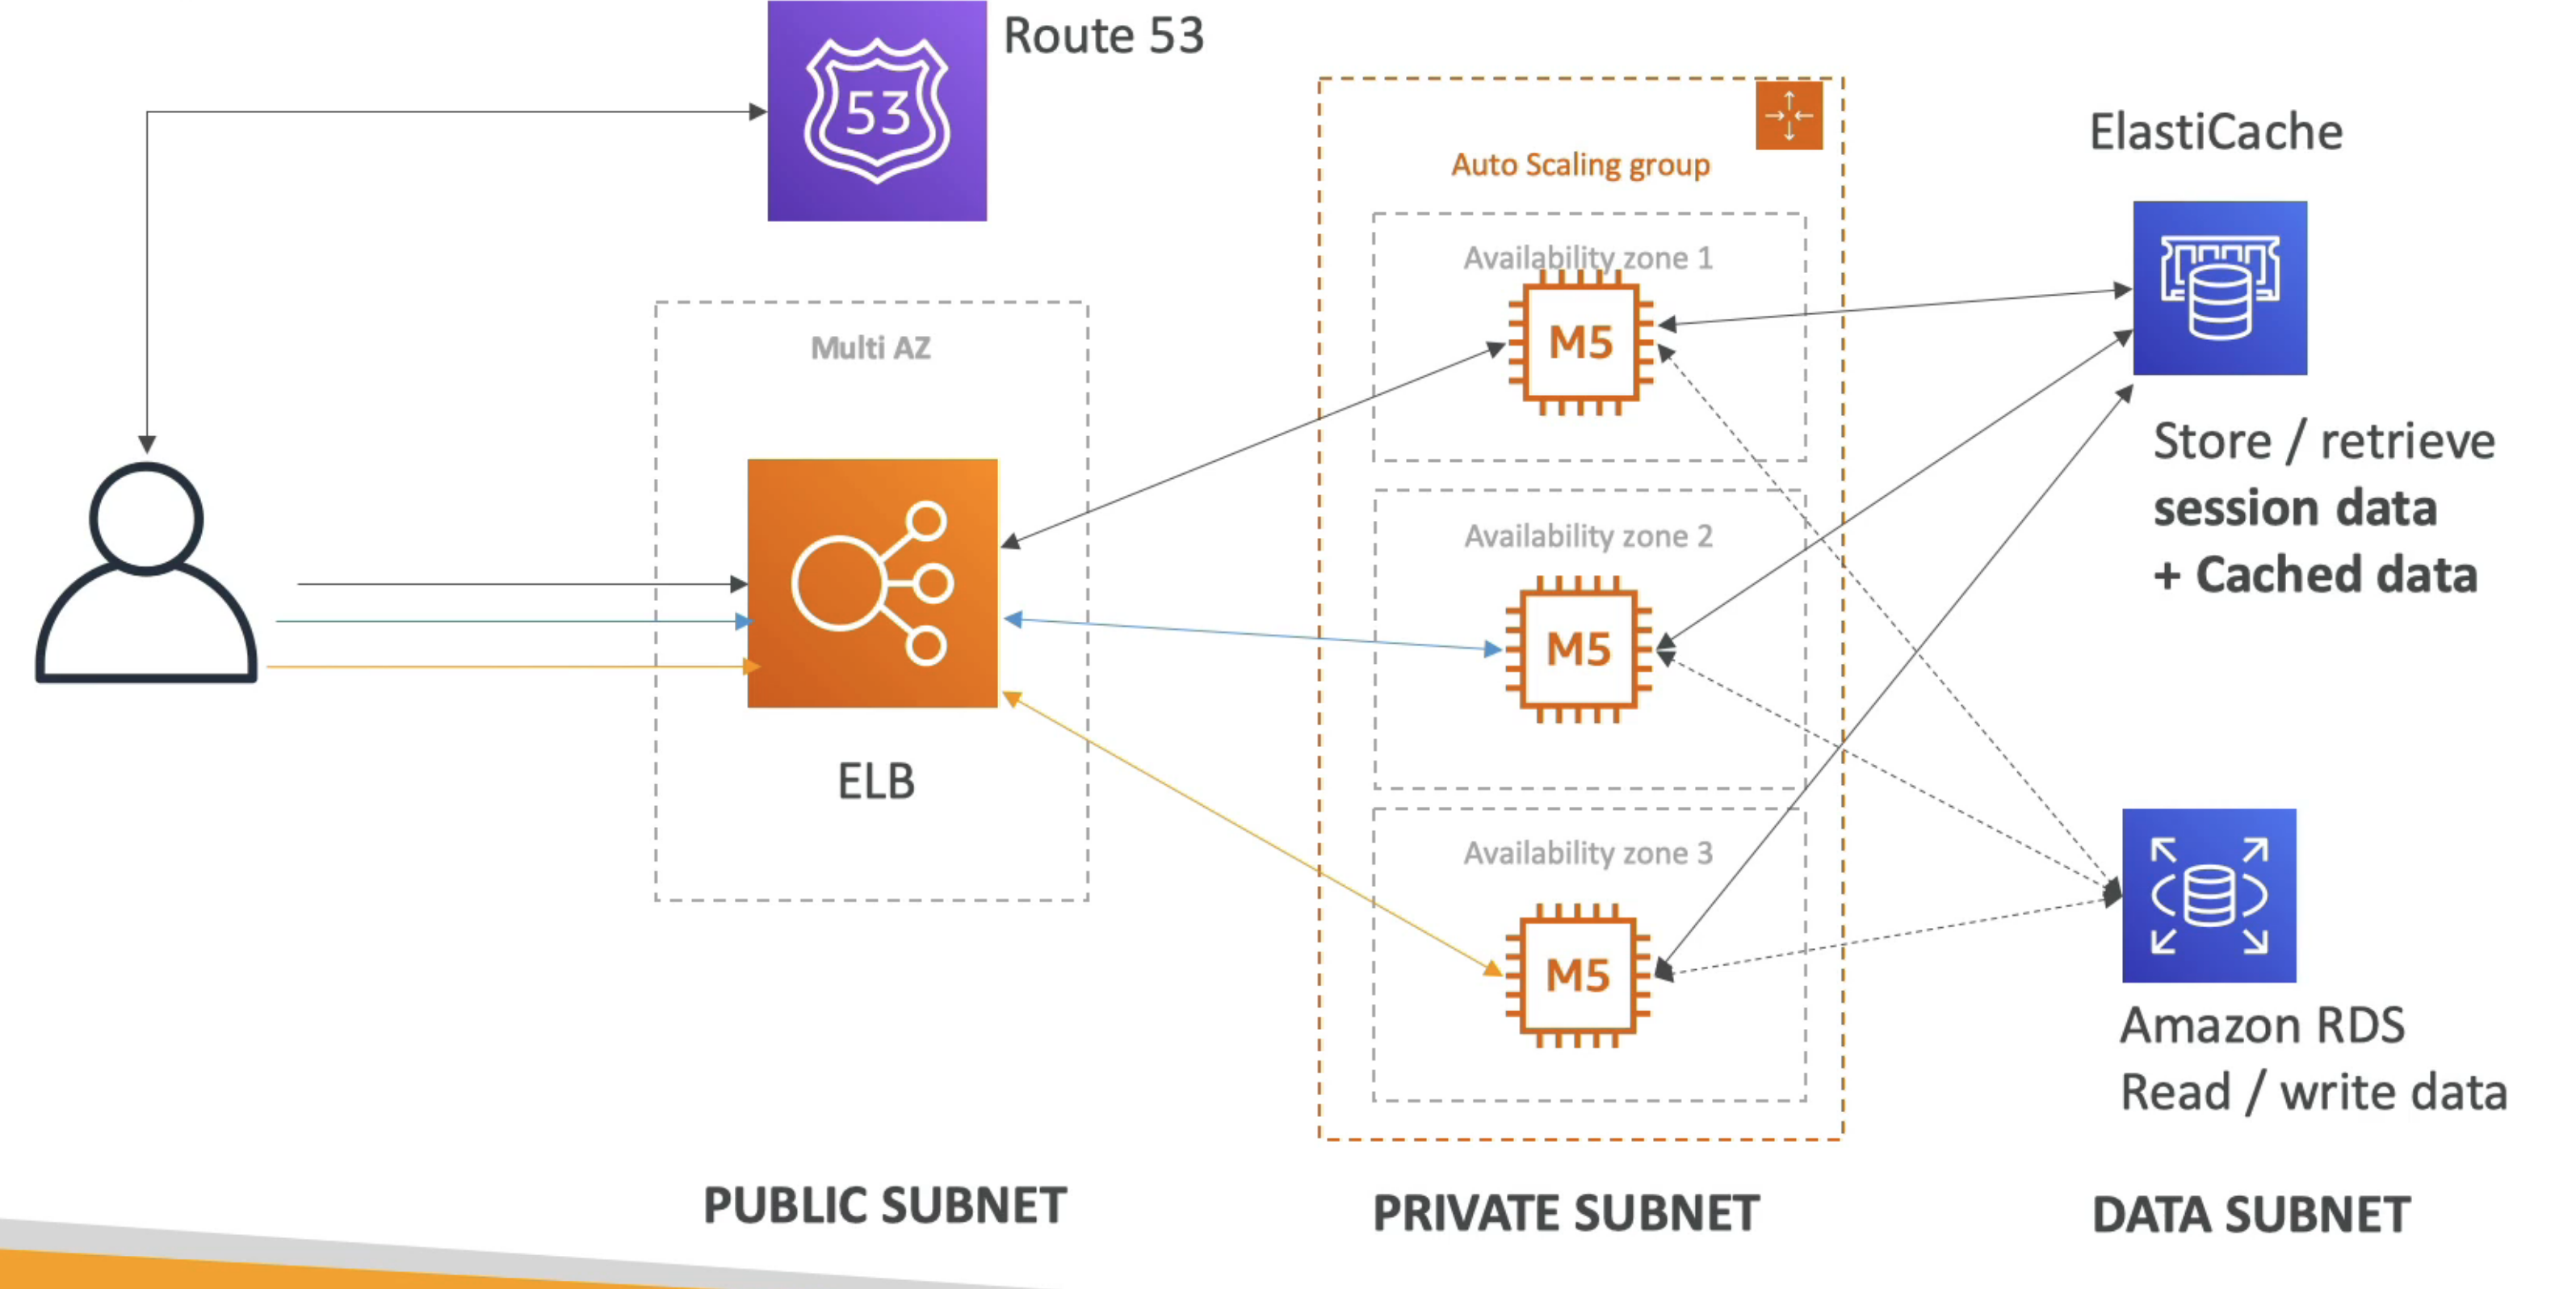 Route 53
53
Auto Scaling group
ElastiCache
Availability zone 1
M5
Multi AZ
Store / retrieve
session data
+ Cached data
Availability zone 2
M5
ELB
Availability zone 3
M5
Amazon RDS
Read / write data
PUBLIC SUBNET
PRIVATE SUBNET
DATA SUBNET